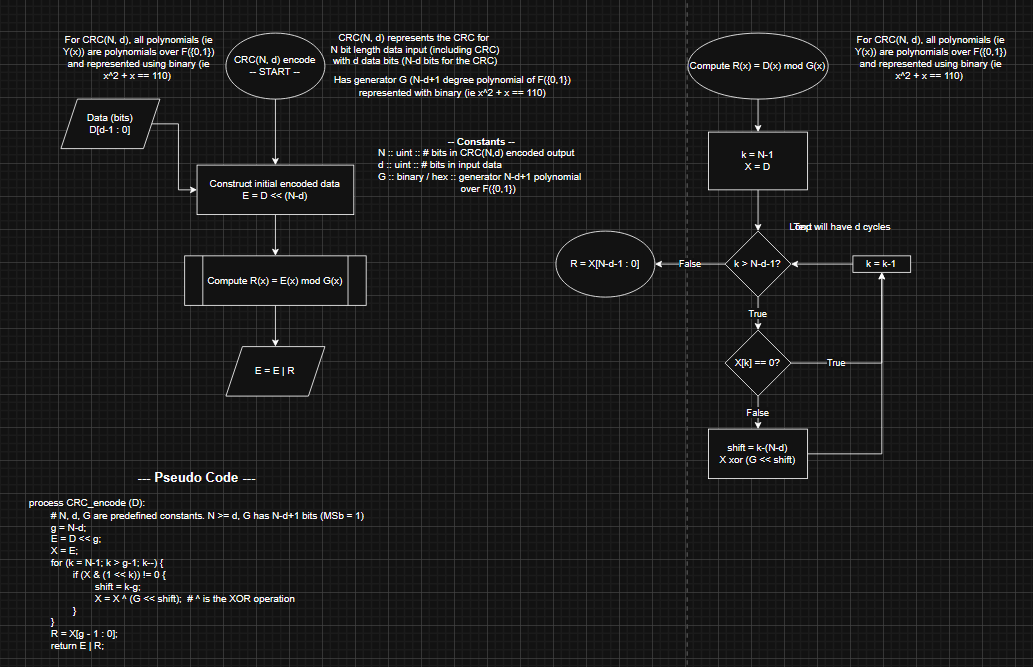 For CRC(N, d), all polynomials (ie
Y(x)) are polynomials over F({0,1})
and represented using binary (ie
x^2 + x == 110)
CRC(N, d) encode
-- START --
CRC(N, d) represents the CRC for
N bit length data input (including CRC)
with d data bits (N-d bits for the CRC)
Has generator G (N-d+1 degree polynomial of F({0,1})
represented with binary (ie x^2 + x == 110)
Data (bits)
D[d-1 : 0]
-- Constants --
N :: uint :: # bits in CRC(N,d) encoded output
d :: uint :: # bits in input data
G :: binary / hex :: generator N-d+1 polynomial
over F({0,1})
Construct initial encoded data
E = D << (N-d)
Compute R(x) = E(x) mod G(x)
E = E | R
--- Pseudo Code ---
process CRC_encode (D):
# N, d, G are predefined constants. N >= d, G has N-d+1 bits (MSb = 1)
g = N-d;
E = D << g;
X = E;
for (k = N-1; k > g-1; k--) {
if (X & (1 << k)) != 0 {
shift = k-g;
X = X ^ (G << shift); # ^ is the XOR operation
}
}
R = X[g - 1 : 0];
return E | R;
Compute R(x) = D(x) mod G(x)
For CRC(N, d), all polynomials (ie
Y(x)) are polynomials over F({0,1})
and represented using binary (ie
x^2 + x == 110)
k = N-1
X = D
Loop will have d cycles
Text
R = X[N-d-1 : 0]
False
k > N-d-1?
k = k-1
True
X[k] == 0?
True
False
shift = k-(N-d)
X xor (G << shift)